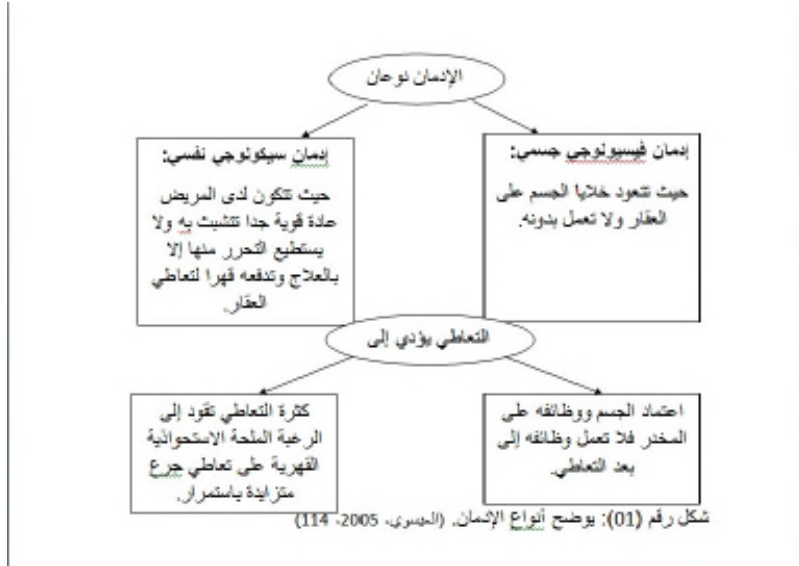 الإدمان نوعان
إدمان فيسيولوجي جسمي:
حيث تتعود خلايا الجسم على
العقار ولا تعمل بدونه.
إدمان سيكولوجي نفسي:
حيث تتكون لدى المريض
عادة قوية جدا تتشبث به ولا
يستطيع التحرر منها إلا
بالعلاج وتدفعه قهرا لتعاطي
العقار.
التعاطي يؤدي إلى
اعتماد الجسم ووظائفه على
المخدر فلا تعمل وظائفه إلى
بعد التعاطي.
كثرة التعاطي تقود إلى
الرغبة الملحة الاستحواذية
القهرية على تعاطي جرع
متزايدة باستمرار.
شكل رقم (01): يوضح أنواع الإدمان. (العيسوي، 2005، 114)